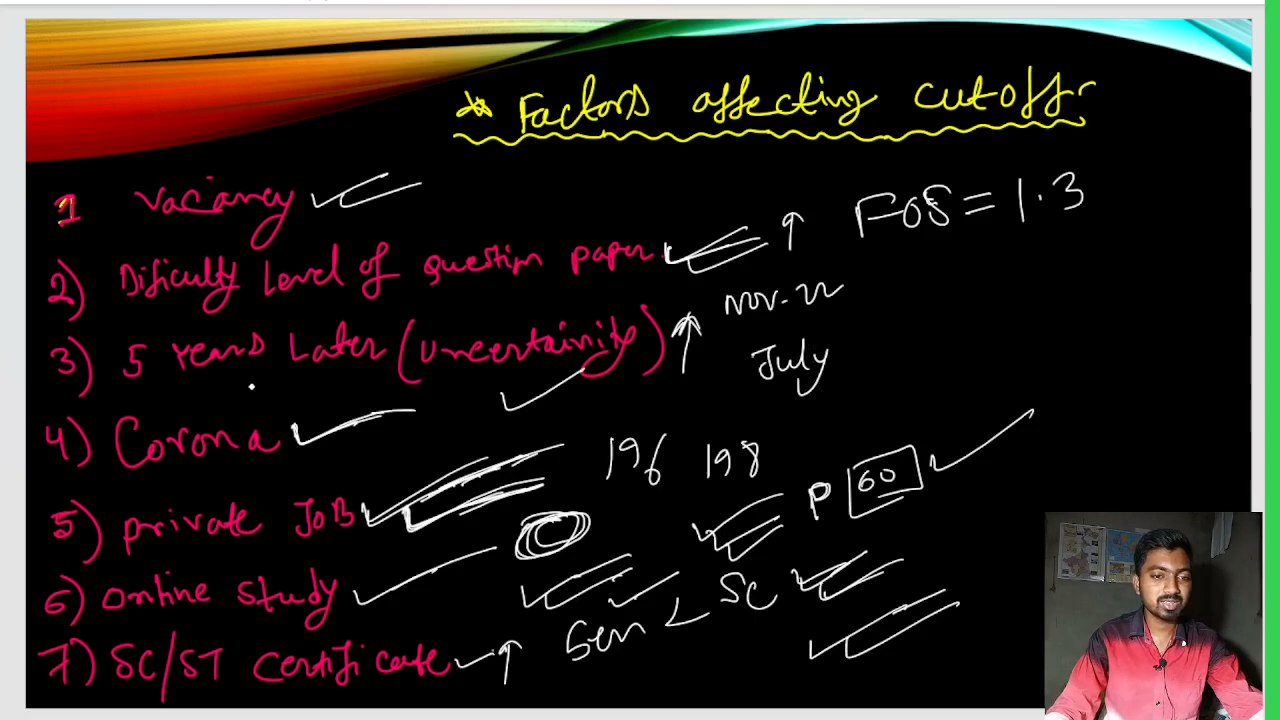 * Factors affecting cutoff
1 Vacancy
FOS = 1.3
2) Dificulty level of question paper.
Nov-22
3) 5 Years Later (Uncertainity)
July
4) Corona
196 198
P 60
5) private JOB
6) online study
7) SC/ST Certificate
Gen < SC